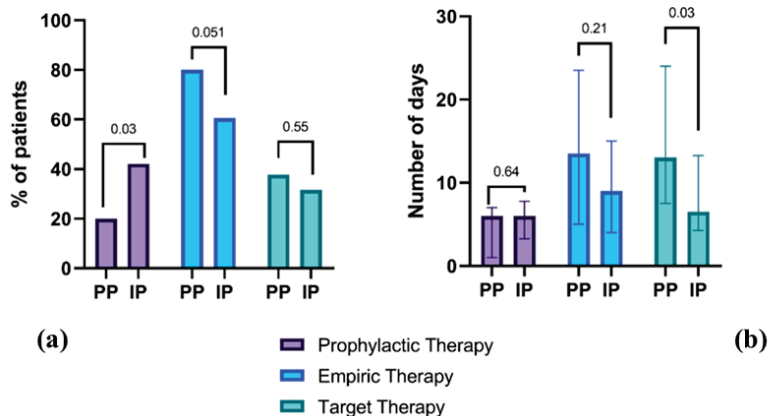 100
80
60
40
20
0
% of patients
0.03
0.051
0.55
PP IP PP IP PP IP
(a)
30
20
10
0
Number of days
0.64
0.21
0.03
PP IP PP IP PP IP
(b)
Prophylactic Therapy
Empiric Therapy
Target Therapy